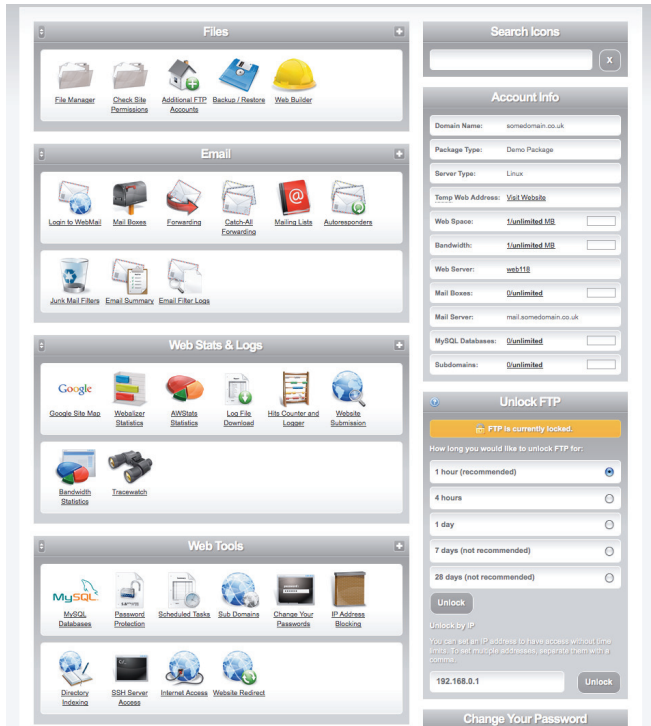 Files
File Manager
Check Site
Permissions
Additional FTP
Accounts
Backup / Restore
Web Builder
Email
Login to WebMail
Mail Boxes
Forwarding
Catch-All
Forwarding
Mailing Lists
Autoresponders
Junk Mail Filters
Email Summary
Email Filter Logs
Web Stats & Logs
Google
Google Site Map
Webalizer
Statistics
AWStats
Statistics
Log File
Download
Hits Counter and
Logger
Website
Submission
Bandwidth
Statistics
Tracewatch
Web Tools
MySQL
MySQL
Databases
Password
Protection
Scheduled Tasks
Sub Domains
Change Your
Passwords
IP Address
Blocking
Directory
Indexing
SSH Server
Access
Internet Access
Website Redirect
Search Icons
X
Account Info
Domain Name: somedomain.co.uk
Package Type: Demo Package
Server Type: Linux
Temp Web Address: Visit Website
Web Space: 1/unlimited MB
Bandwidth: 1/unlimited MB
Web Server: web118
Mail Boxes: 0/unlimited
Mail Server: mail.somedomain.co.uk
MySQL Databases: 0/unlimited
Subdomains: 0/unlimited
Unlock FTP
FTP is currently locked.
How long you would like to unlock FTP for:
1 hour (recommended)
4 hours
1 day
7 days (not recommended)
28 days (not recommended)
Unlock
Unlock by IP
You can set an IP address to have access without time
limits. To set multiple addresses, separate them with a
comma.
192.168.0.1
Unlock
Change Your Password